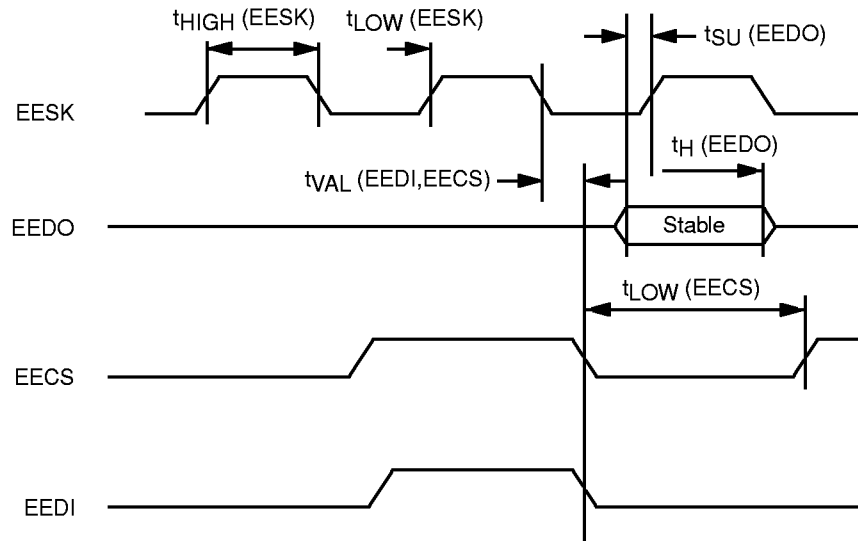 tHIGH (EESK)
tLOW (EESK)
tSU (EEDO)
EESK
tH (EEDO)
tVAL (EEDI,EECS)
EEDO
Stable
tLOW (EECS)
EECS
EEDI